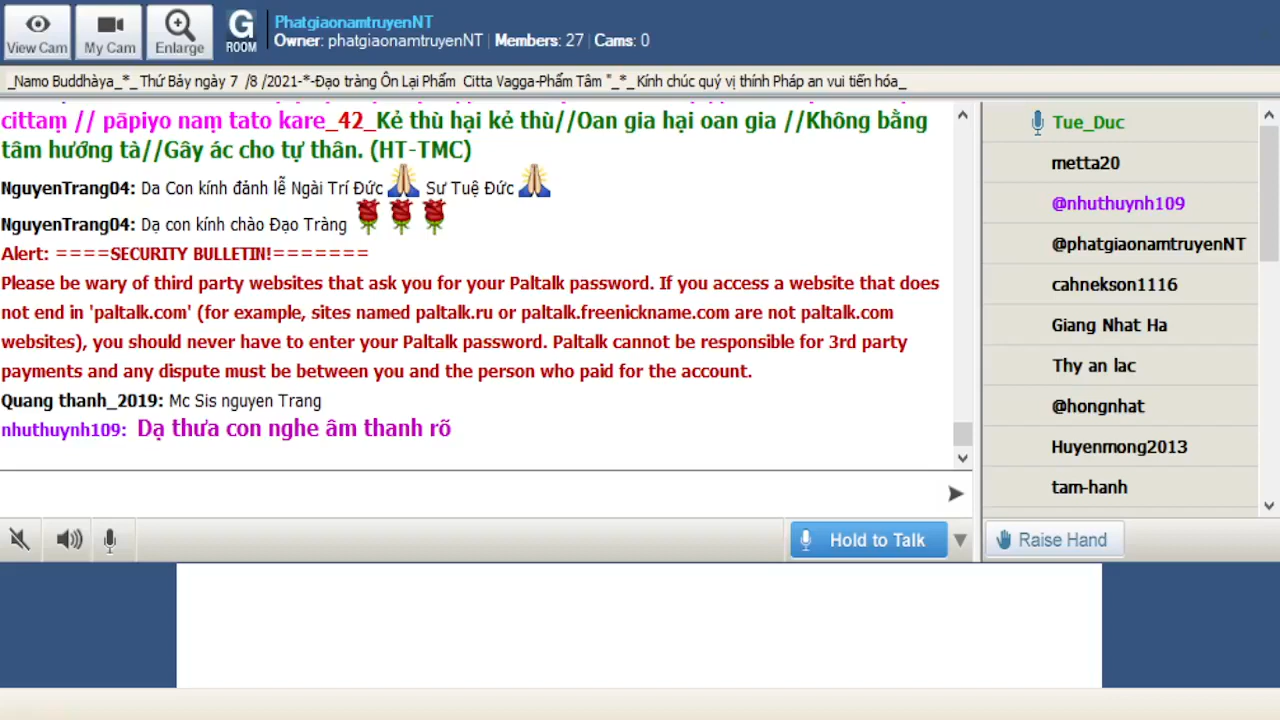 PhatgiaonamtruyenNT
Owner: phatgiaonamtruyenNT | Members: 27 | Cams: 0
View Cam
My Cam
Enlarge
G
ROOM
_Namo Buddhàya_*_Thứ Bảy ngày 7 /8 /2021-*-Đạo tràng Ôn Lại Phẩm Citta Vagga-Phẩm Tâm "_*_Kính chúc quý vị thính Pháp an vui tiến hóa_
cittaṃ // pāpiyo naṃ tato kare_42_Kẻ thù hại kẻ thù//Oan gia hại oan gia //Không bằng
tâm hướng tà//Gây ác cho tự thân. (HT-TMC)
NguyenTrang04: Da Con kính đảnh lễ Ngài Trí Đức 🙏 Sư Tuệ Đức 🙏
NguyenTrang04: Dạ con kính chào Đạo Tràng 🌹🌹🌹
Alert: ====SECURITY BULLETIN!=======
Please be wary of third party websites that ask you for your Paltalk password. If you access a website that does
not end in 'paltalk.com' (for example, sites named paltalk.ru or paltalk.freenickname.com are not paltalk.com
websites), you should never have to enter your Paltalk password. Paltalk cannot be responsible for 3rd party
payments and any dispute must be between you and the person who paid for the account.
Quang thanh_2019: Mc Sis nguyen Trang
nhuthuynh109: Dạ thưa con nghe âm thanh rõ
Tue_Duc
metta20
@nhuthuynh109
@phatgiaonamtruyenNT
cahnekson1116
Giang Nhat Ha
Thy an lac
@hongnhat
Huyenmong2013
tam-hanh
Hold to Talk
Raise Hand